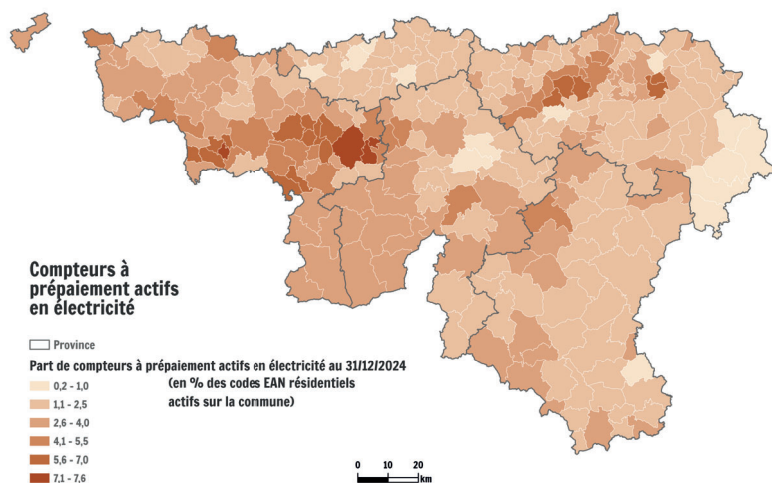 Compteurs à
prépaiement actifs
en électricité
Province
Part de compteurs à prépaiement actifs en électricité au 31/12/2024
(en % des codes EAN résidentiels
actifs sur la commune)
0,2 - 1,0
1,1 - 2,5
2,6 - 4,0
4,1 - 5,5
5,6 - 7,0
7,1 - 7,6
0 10 20
km